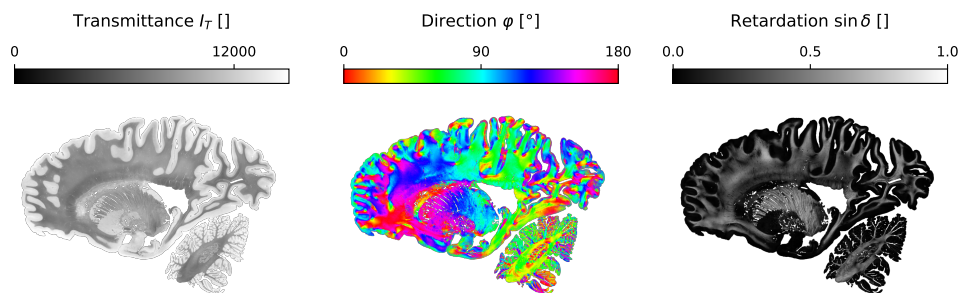 Transmittance I_T []
0 12000
Direction φ [°]
0 90 180
Retardation sin δ []
0.0 0.5 1.0